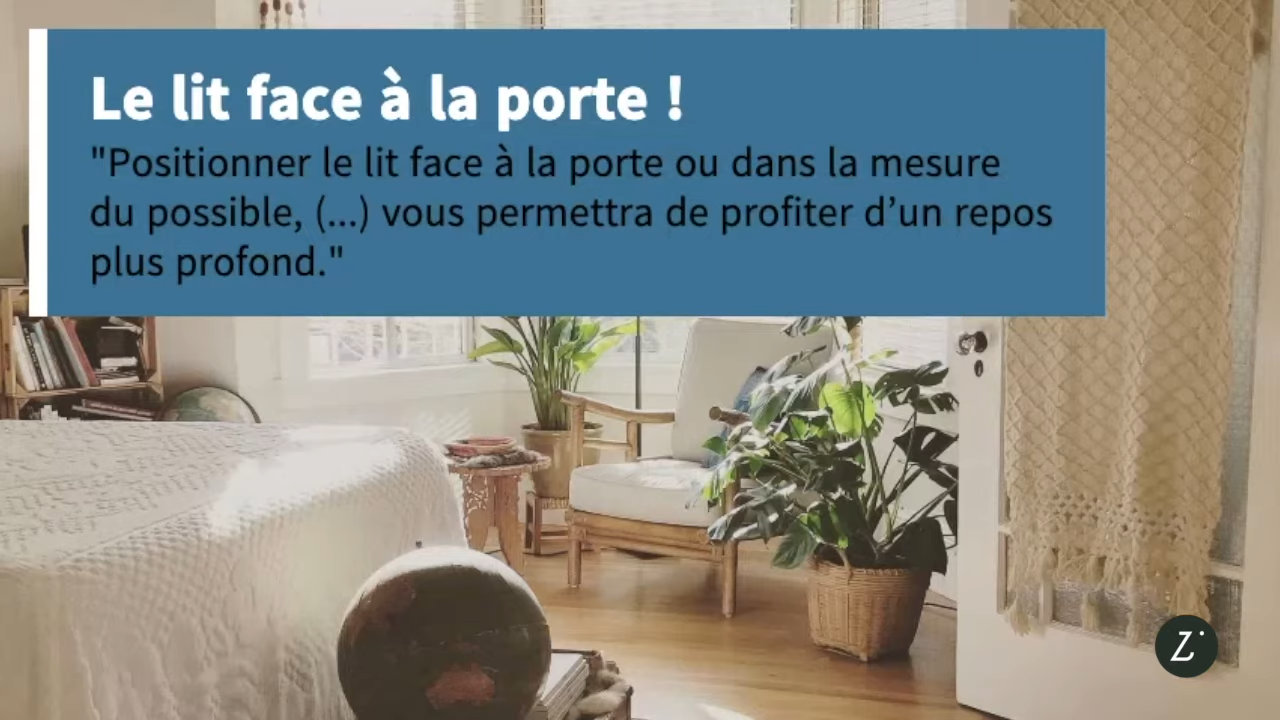 Le lit face à la porte !
"Positionner le lit face à la porte ou dans la mesure
du possible, (...) vous permettra de profiter d’un repos
plus profond."
Z